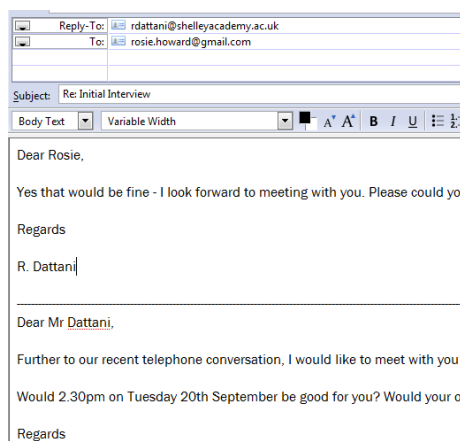 Reply-To: rdattani@shelleyacademy.ac.uk
To: rosie.howard@gmail.com
Subject: Re: Initial Interview
Body Text Variable Width A A B I U
Dear Rosie,
Yes that would be fine - I look forward to meeting with you. Please could yo
Regards
R. Dattani
Dear Mr Dattani,
Further to our recent telephone conversation, I would like to meet with you
Would 2.30pm on Tuesday 20th September be good for you? Would your o
Regards